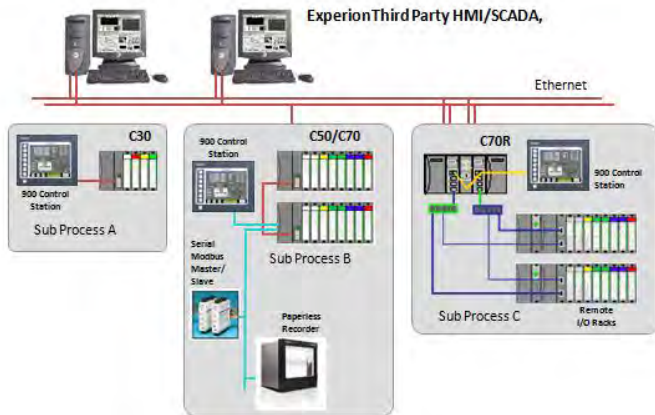 ExperionThird Party HMI/SCADA,
Ethernet
C30
900 Control
Station
Sub Process A
C50/C70
900 Control
Station
Sub Process B
Serial
Modbus
Master/
Slave
Paperless
Recorder
C70R
900 Control
Station
Sub Process C
Remote
I/O Racks